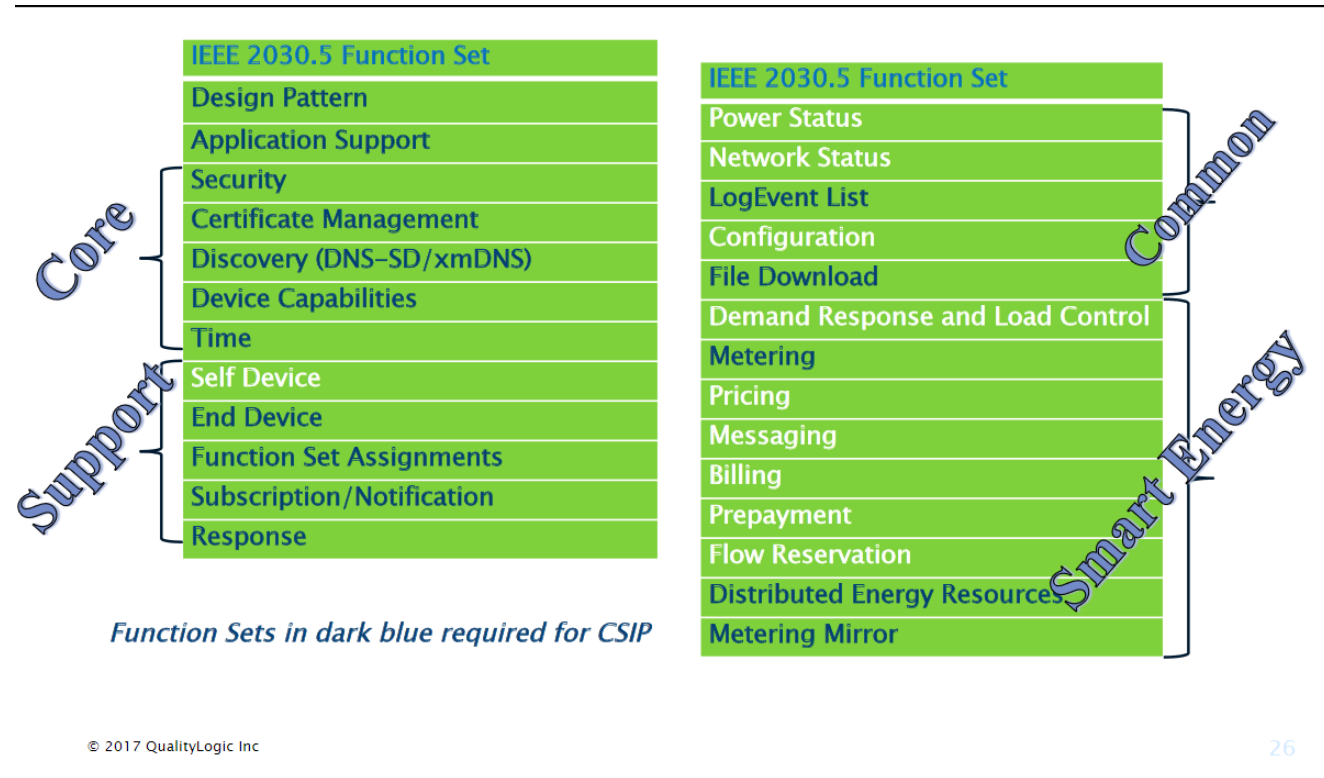 IEEE 2030.5 Function Set
Design Pattern
Application Support
Security
Certificate Management
Discovery (DNS-SD/xmDNS)
Device Capabilities
Time
Self Device
End Device
Function Set Assignments
Subscription/Notification
Response
Core
Support
Function Sets in dark blue required for CSIP
IEEE 2030.5 Function Set
Power Status
Network Status
LogEvent List
Configuration
File Download
Demand Response and Load Control
Metering
Pricing
Messaging
Billing
Prepayment
Flow Reservation
Distributed Energy Resources
Metering Mirror
Common
Smart Energy
© 2017 QualityLogic Inc
26